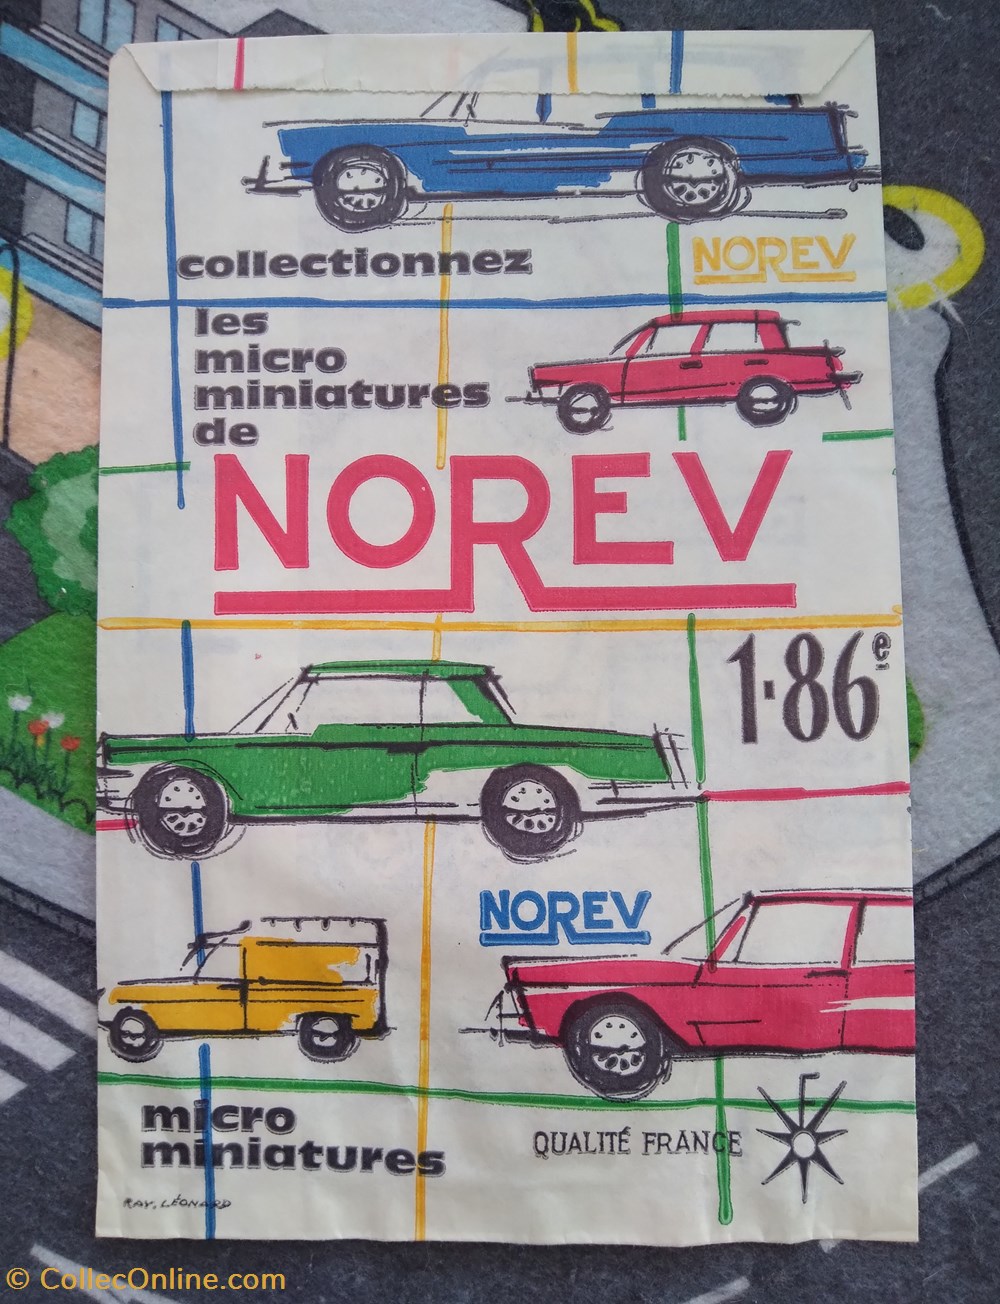 collectionnez
NOREV
les
micro
miniatures
de
NOREV
1·86e
NOREV
micro
miniatures
QUALITÉ FRANCE
F
RAY. LÉONARD
© CollecOnline.com